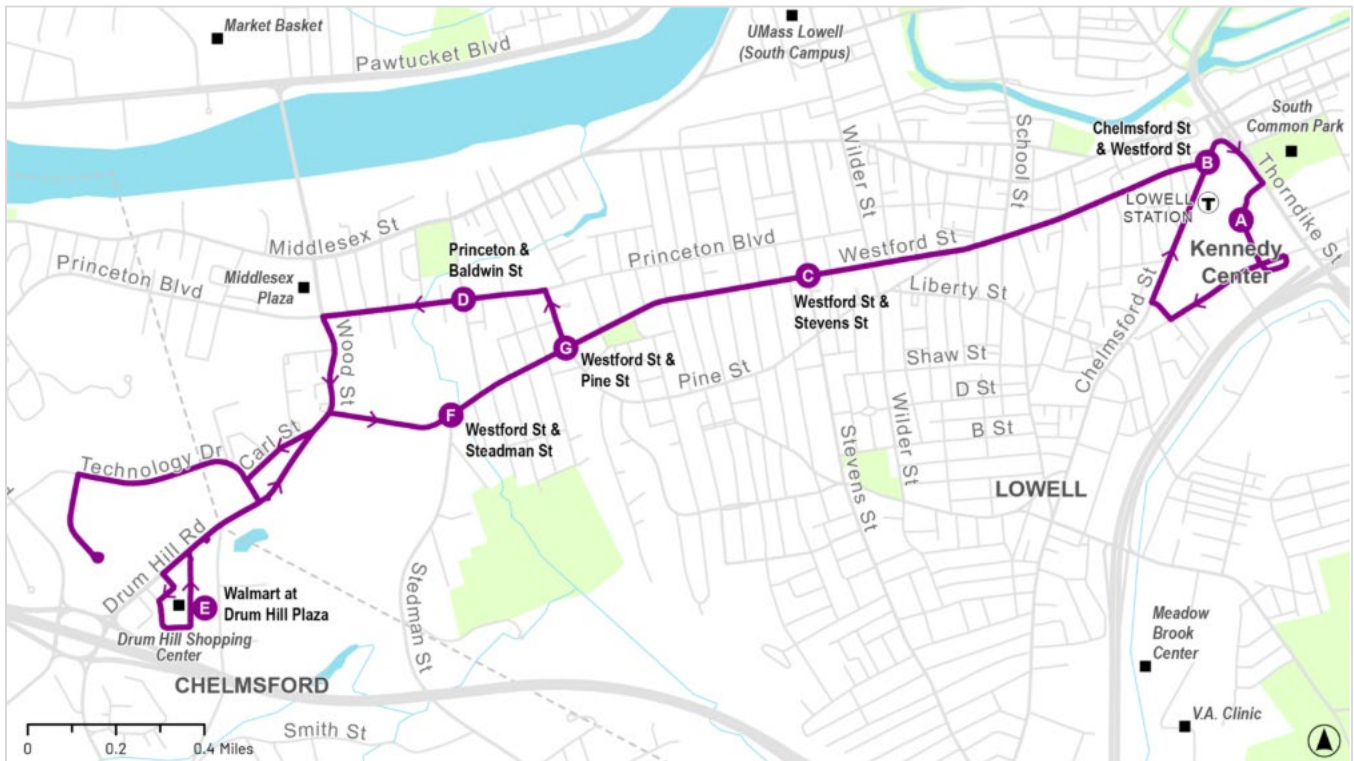 Market Basket
Pawtucket Blvd
UMass Lowell
(South Campus)
South
Common Park
School St
Wilder St
Chelmsford St
& Westford St
B
Thorndike St
LOWELL
STATION
T
A
Kennedy
Center
Middlesex St
Princeton Blvd
Westford St
Princeton &
Baldwin St
Princeton Blvd
Middlesex
Plaza
D
C
Westford St &
Stevens St
Liberty St
Chelmsford St
Wood St
G
Westford St &
Pine St
Pine St
Shaw St
D St
B St
F
Westford St &
Steadman St
Carl St
Technology Dr
Stevens St
Wilder St
LOWELL
Drum Hill Rd
Stedman St
E
Walmart at
Drum Hill Plaza
Drum Hill Shopping
Center
CHELMSFORD
Meadow
Brook
Center
V.A. Clinic
Smith St
0 0.2 0.4 Miles